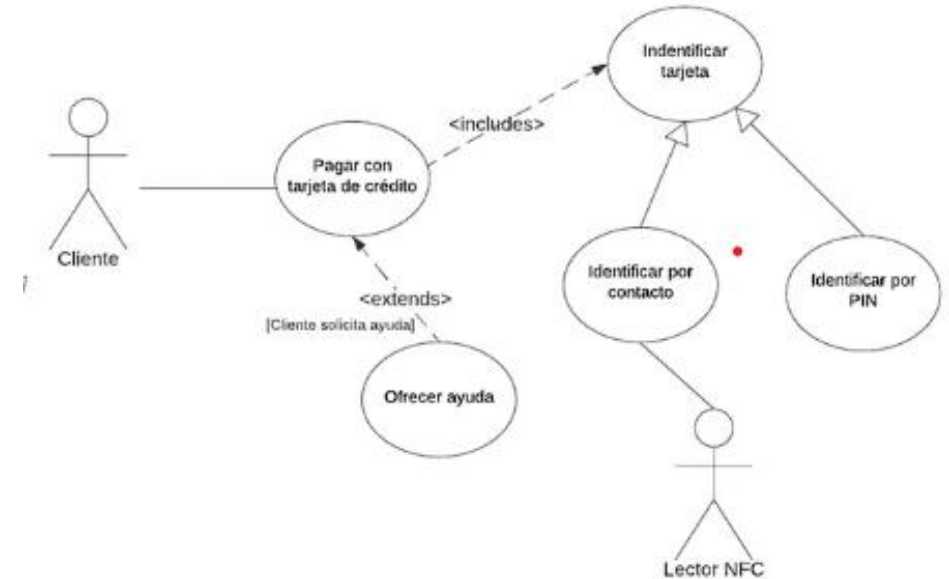 Indentificar
tarjeta
<includes>
Pagar con
tarjeta de crédito
Cliente
<extends>
[Cliente solicita ayuda]
Ofrecer ayuda
Identificar por
contacto
Identificar por
PIN
Lector NFC